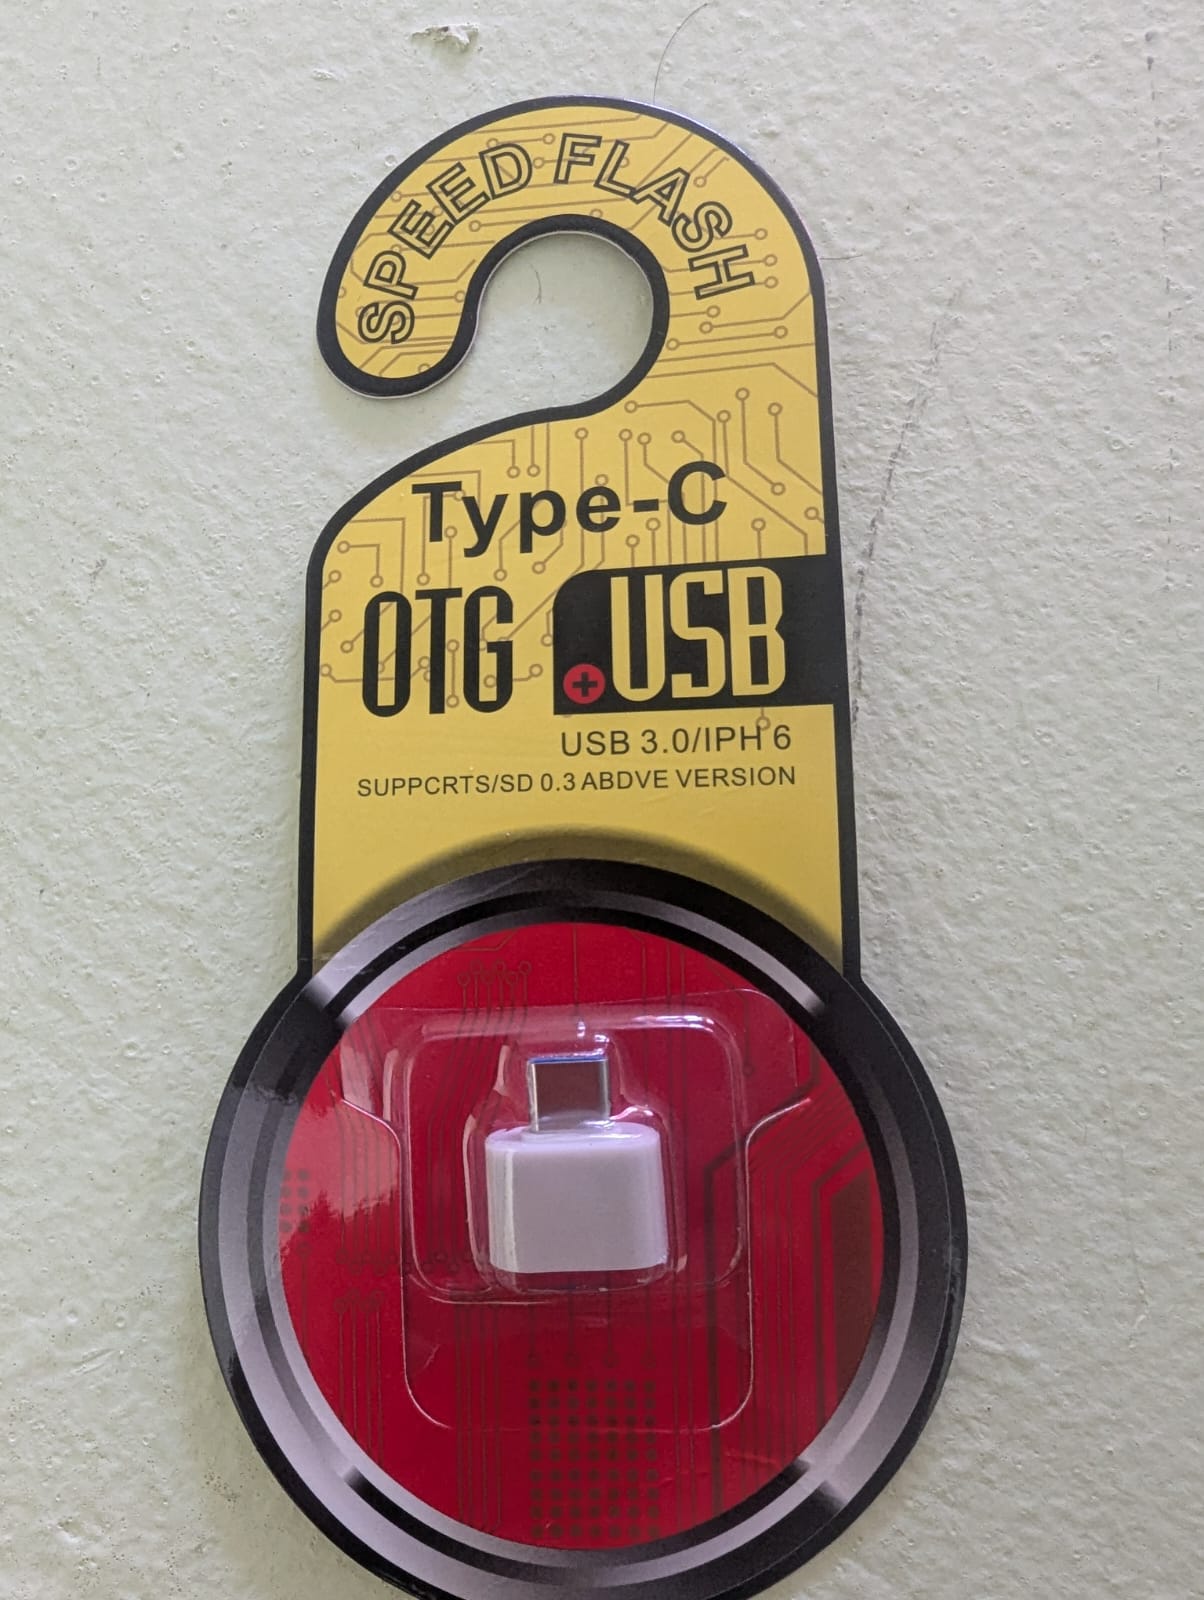 SPEED FLASH
Type-C
OTG +USB
USB 3.0/IPH 6
SUPPCRTS/SD 0.3 ABDVE VERSION